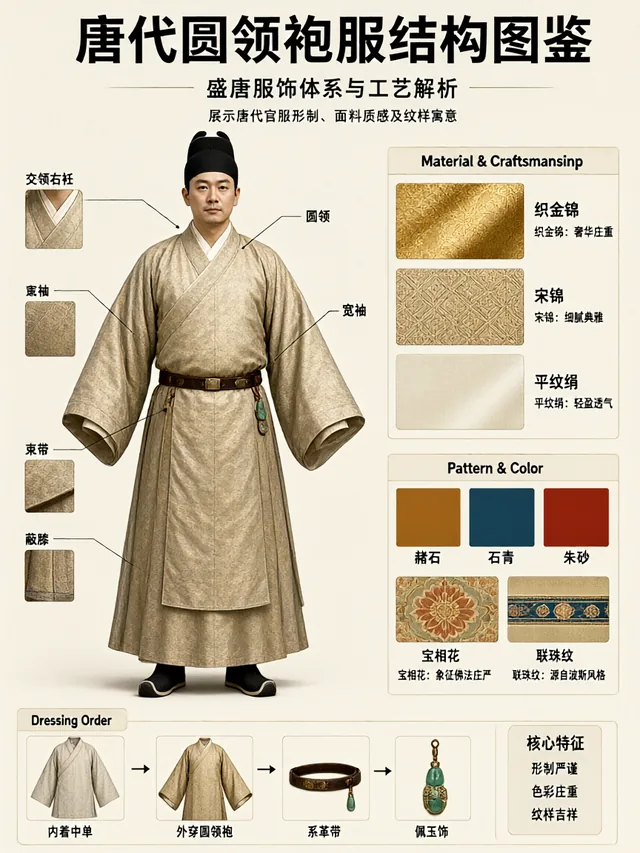 唐代圆领袍服结构图鉴
盛唐服饰体系与工艺解析
展示唐代官服形制、面料质感及纹样寓意
交领右衽
圆领
宽袖
束带
蔽膝
Material & Craftsmansinp
织金锦
织金锦：奢华庄重
宋锦
宋锦：细腻典雅
平纹绢
平纹绢：轻盈透气
Pattern & Color
赭石
石青
朱砂
宝相花
宝相花：象征佛法庄严
联珠纹
联珠纹：源自波斯风格
Dressing Order
内着中单
外穿圆领袍
系革带
佩玉饰
核心特征
形制严谨
色彩庄重
纹样吉祥